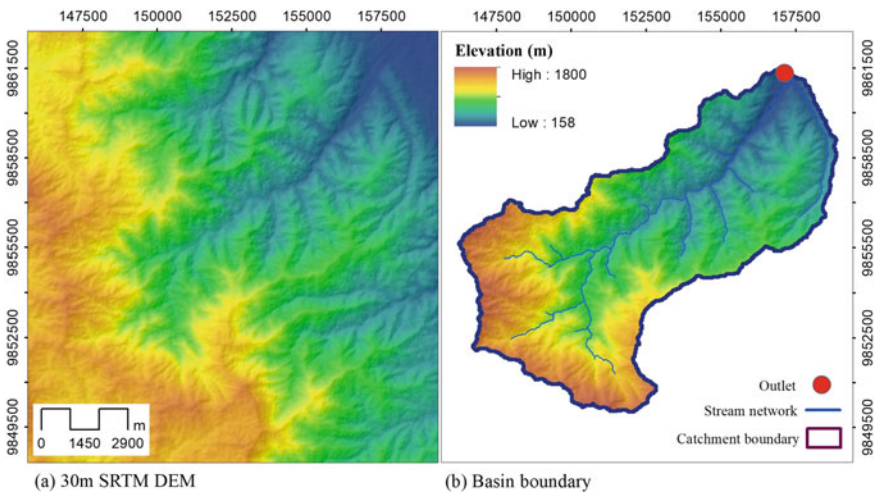 147500 150000 152500 155000 157500
147500 150000 152500 155000 157500
9861500
9858500
9855500
9852500
9849500
0 1450 2900 m
Elevation (m)
High : 1800
Low : 158
Outlet
Stream network
Catchment boundary
9861500
9858500
9855500
9852500
9849500
(a) 30m SRTM DEM
(b) Basin boundary